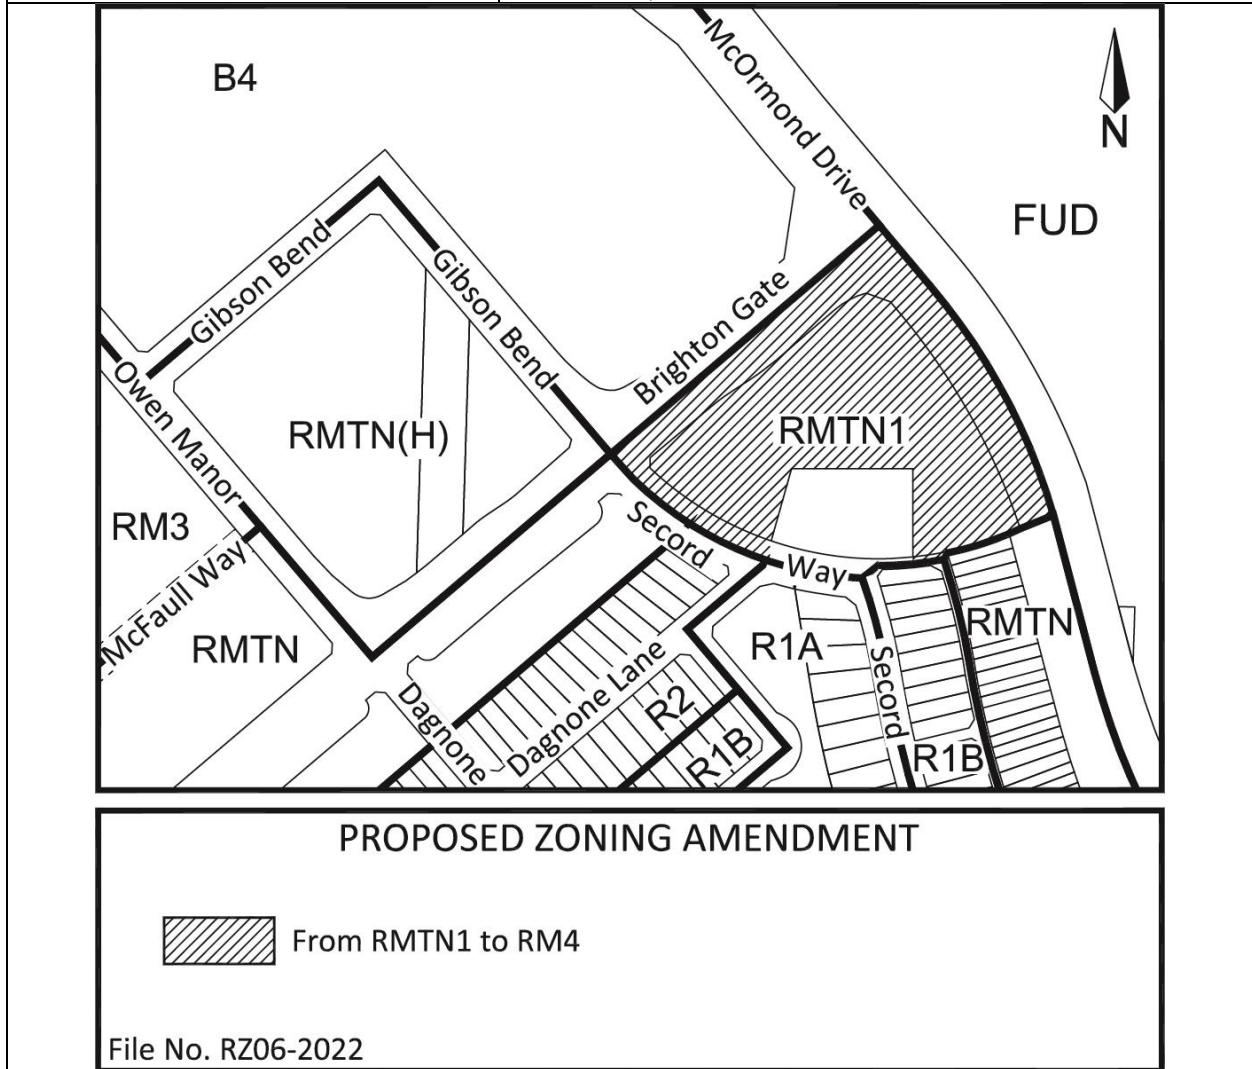 B4
McOrmond Drive
N
FUD
Gibson Bend
Gibson Bend
Brighton Gate
Owen Manor
RMTN(H)
RMTN1
RM3
Second
Way
McFaull Way
RMTN
RMTN
R1A
Dagnone Lane
Second
Dagnone
R2
R1B
R1B
PROPOSED ZONING AMENDMENT
From RMTN1 to RM4
File No. RZ06-2022